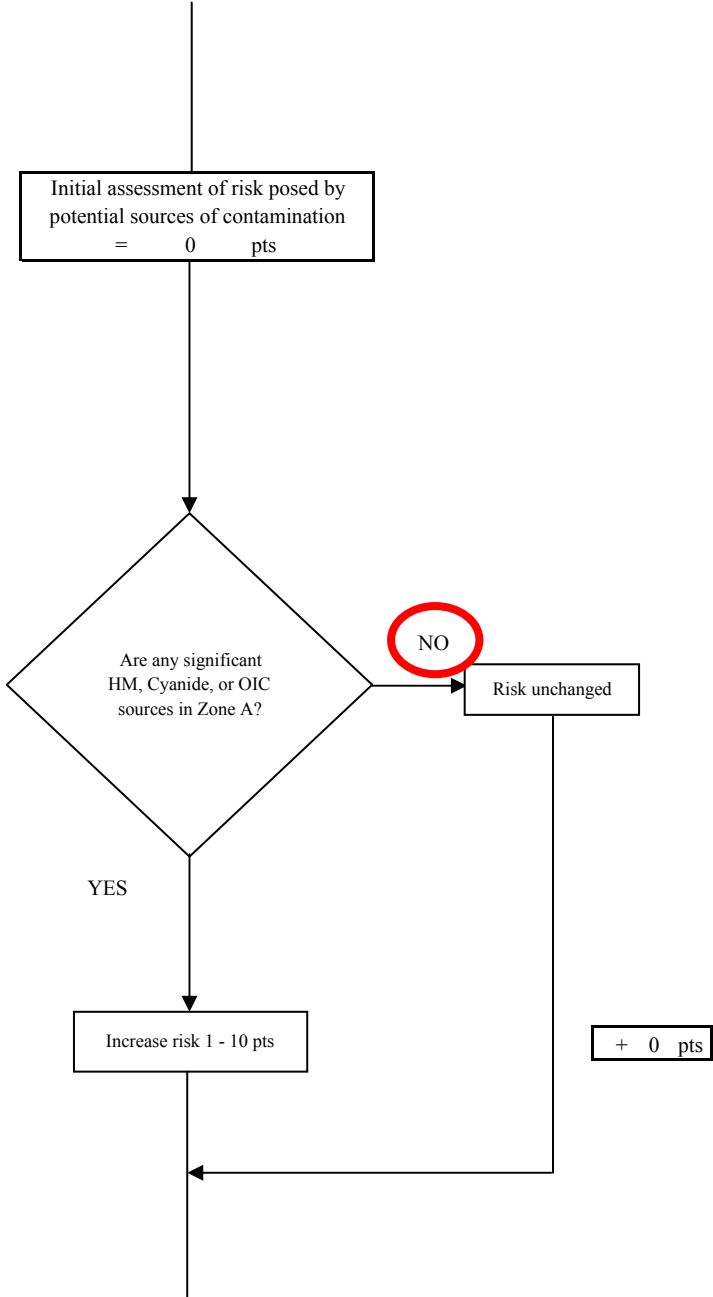 Initial assessment of risk posed by
potential sources of contamination
= 0 pts
Are any significant
HM, Cyanide, or OIC
sources in Zone A?
NO
Risk unchanged
YES
Increase risk 1 - 10 pts
+ 0 pts